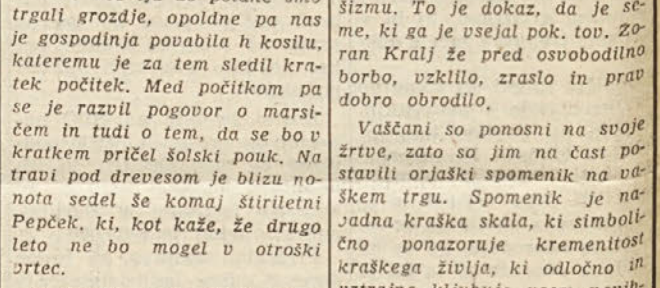 trgali grozdje, opoldne pa nas
je gospodinja povabila h kosilu,
kateremu je za tem sledil kra-
tek počitek. Med počitkom pa
se je razvil pogovor o marsi-
čem in tudi o tem, da se bo v
kratkem pričel šolski pouk. Na
travi pod drevesom je blizu no-
nota sedel še komaj štiriletni
Pepček, ki, kot kaže, že drugo
leto ne bo mogel v otroški
vrtec.
šizmu. To je dokaz, da je se-
me, ki ga je vsejal pok. tov. Zo-
ran Kralj že pred osvobodilno
borbo, vzklilo, zraslo in prav
dobro obrodilo.
Vaščani so ponosni na svoje
žrtve, zato so jim na čast po-
stavili orjaški spomenik na va-
škem trgu. Spomenik je na-
vadna kraška skala, ki simboli-
čno ponazoruje kremenitost
kraškega življa, ki odločno in